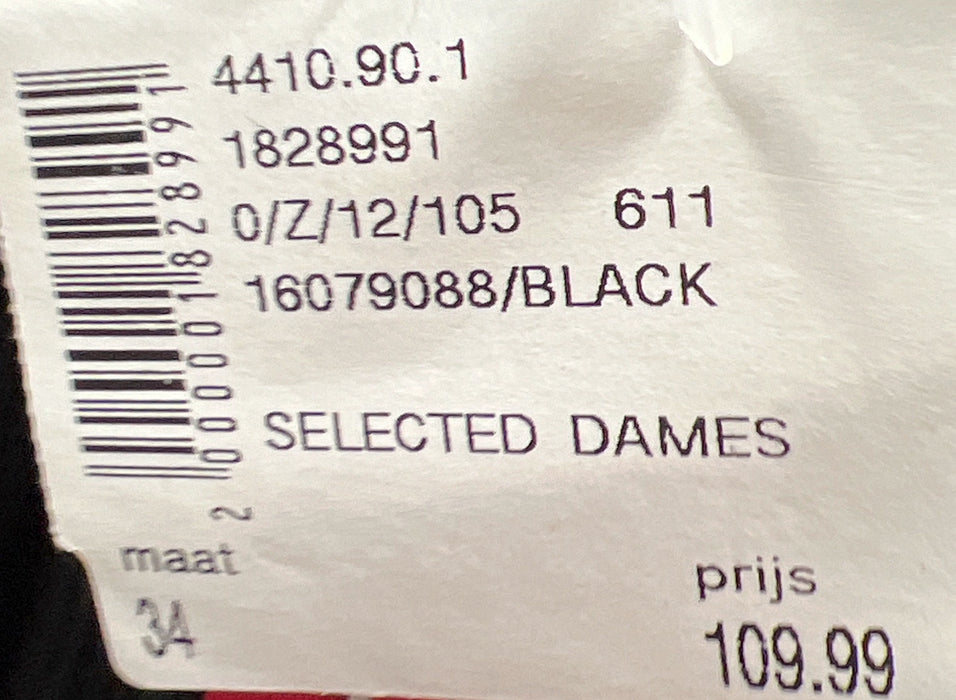 4410.90.1
1828991
0/Z/12/105 611
16079088/BLACK
SELECTED DAMES
2000001828991
maat
34
prijs
109.99